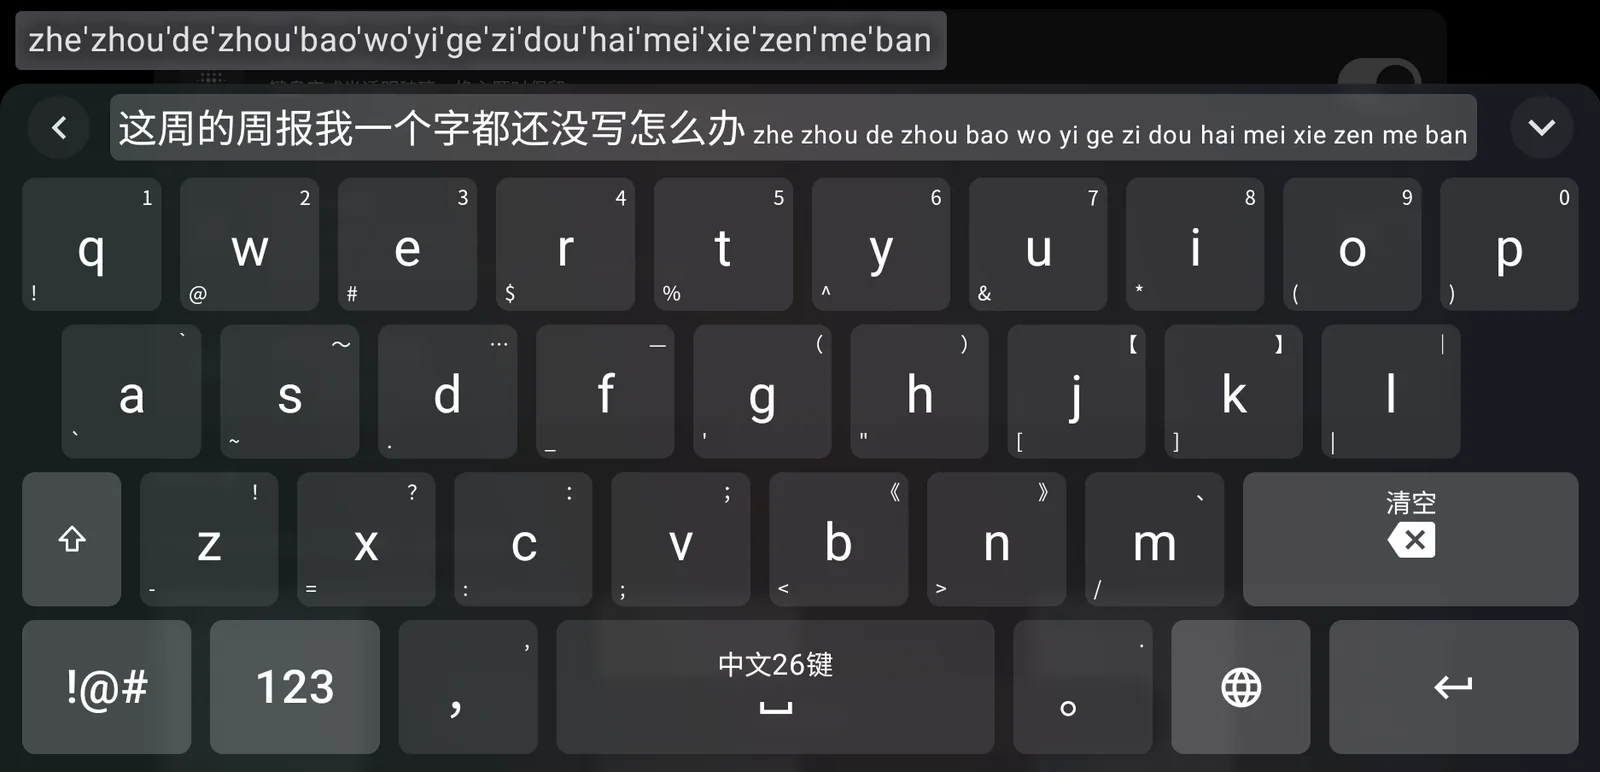 zhe'zhou'de'zhou'bao'wo'yi'ge'zi'dou'hai'mei'xie'zen'me'ban
这周的周报我一个字都还没写怎么办 zhe zhou de zhou bao wo yi ge zi dou hai mei xie zen me ban
1 2 3 4 5 6 7 8 9 0
q w e r t y u i o p
! @ # $ % ^ & * ( )
` ～ … — （ ） 【 】 |
a s d f g h j k l
` ~ . _ ' " [ ] |
! ? : ; 《 》 、 清空
z x c v b n m
- = : ; < > /
, 中文26键 .
!@# 123 ， 。